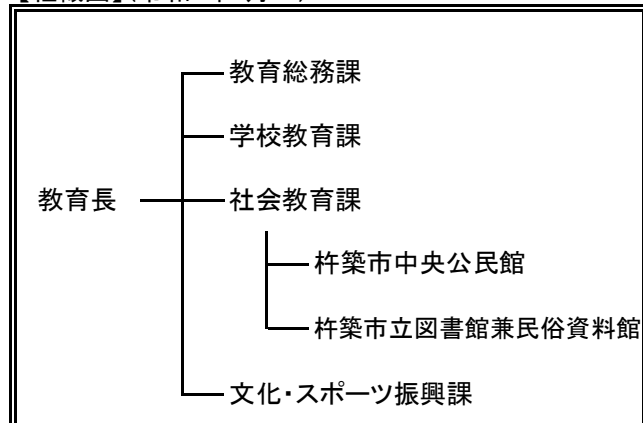 教育総務課
学校教育課
教育長
社会教育課
杵築市中央公民館
杵築市立図書館兼民俗資料館
文化・スポーツ振興課